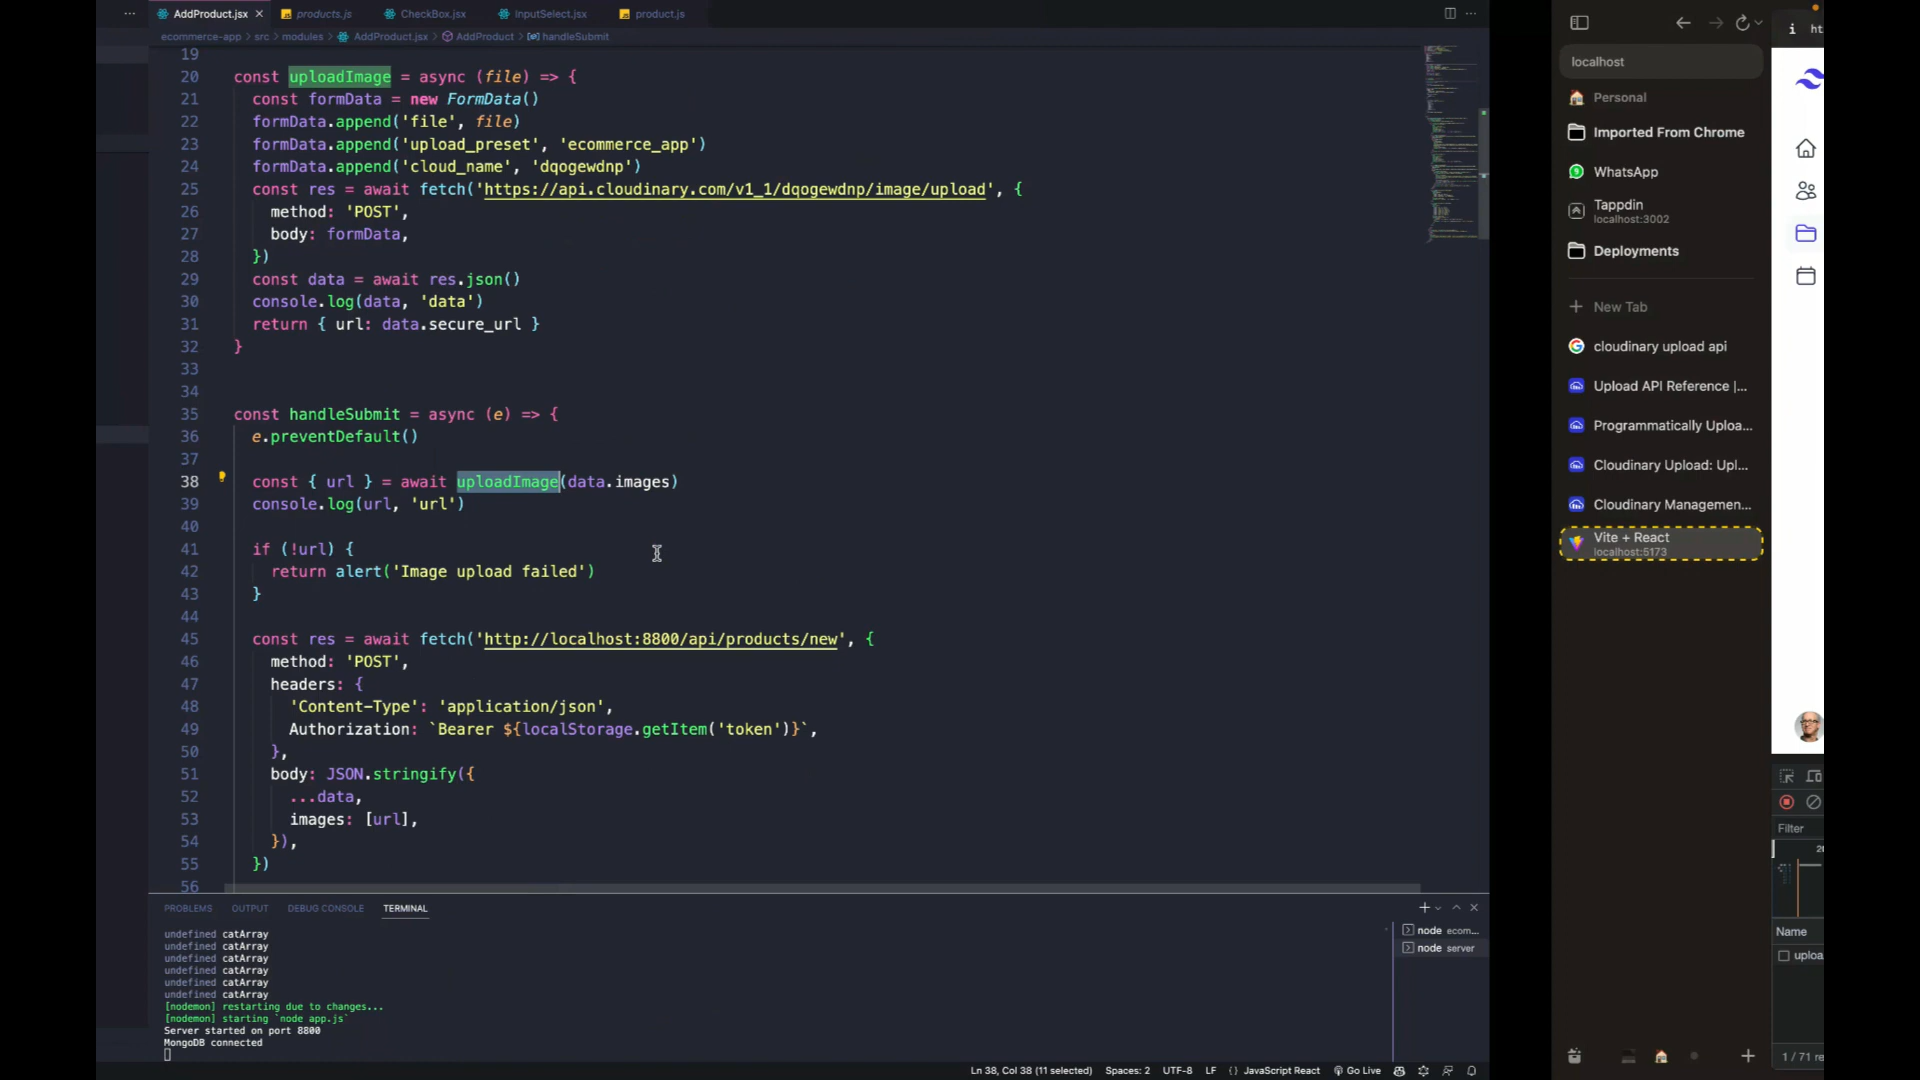 AddProduct.jsx
products.js
CheckBox.jsx
InputSelect.jsx
product.js
ecommerce-app > src > modules > AddProduct.jsx > AddProduct > handleSubmit
19
20 const uploadImage = async (file) => {
21 const formData = new FormData()
22 formData.append('file', file)
23 formData.append('upload_preset', 'ecommerce_app')
24 formData.append('cloud_name', 'dqogewdnp')
25 const res = await fetch('https://api.cloudinary.com/v1_1/dqogewdnp/image/upload', {
26 method: 'POST',
27 body: formData,
28 })
29 const data = await res.json()
30 console.log(data, 'data')
31 return { url: data.secure_url }
32 }
33
34
35 const handleSubmit = async (e) => {
36 e.preventDefault()
37
38 const { url } = await uploadImage(data.images)
39 console.log(url, 'url')
40
41 if (!url) {
42 return alert('Image upload failed')
43 }
44
45 const res = await fetch('http://localhost:8800/api/products/new', {
46 method: 'POST',
47 headers: {
48 'Content-Type': 'application/json',
49 Authorization: `Bearer ${localStorage.getItem('token')}`,
50 },
51 body: JSON.stringify({
52 ...data,
53 images: [url],
54 }),
55 })
56
PROBLEMS OUTPUT DEBUG CONSOLE TERMINAL
undefined catArray
undefined catArray
undefined catArray
undefined catArray
undefined catArray
undefined catArray
[nodemon] restarting due to changes...
[nodemon] starting `node app.js`
Server started on port 8800
MongoDB connected
node ecom...
node server
Ln 38, Col 38 (11 selected) Spaces: 2 UTF-8 LF {} JavaScript React Go Live
localhost
Personal
Imported From Chrome
WhatsApp
Tappdin
localhost:3002
Deployments
New Tab
cloudinary upload api
Upload API Reference |...
Programmatically Uploa...
Cloudinary Upload: Upl...
Cloudinary Managemen...
Vite + React
localhost:5173
ht
Filter
Name
uploa
1 / 71 re